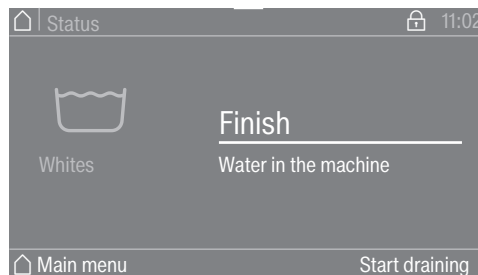 Status
11:02
Finish
Whites
Water in the machine
Main menu
Start draining